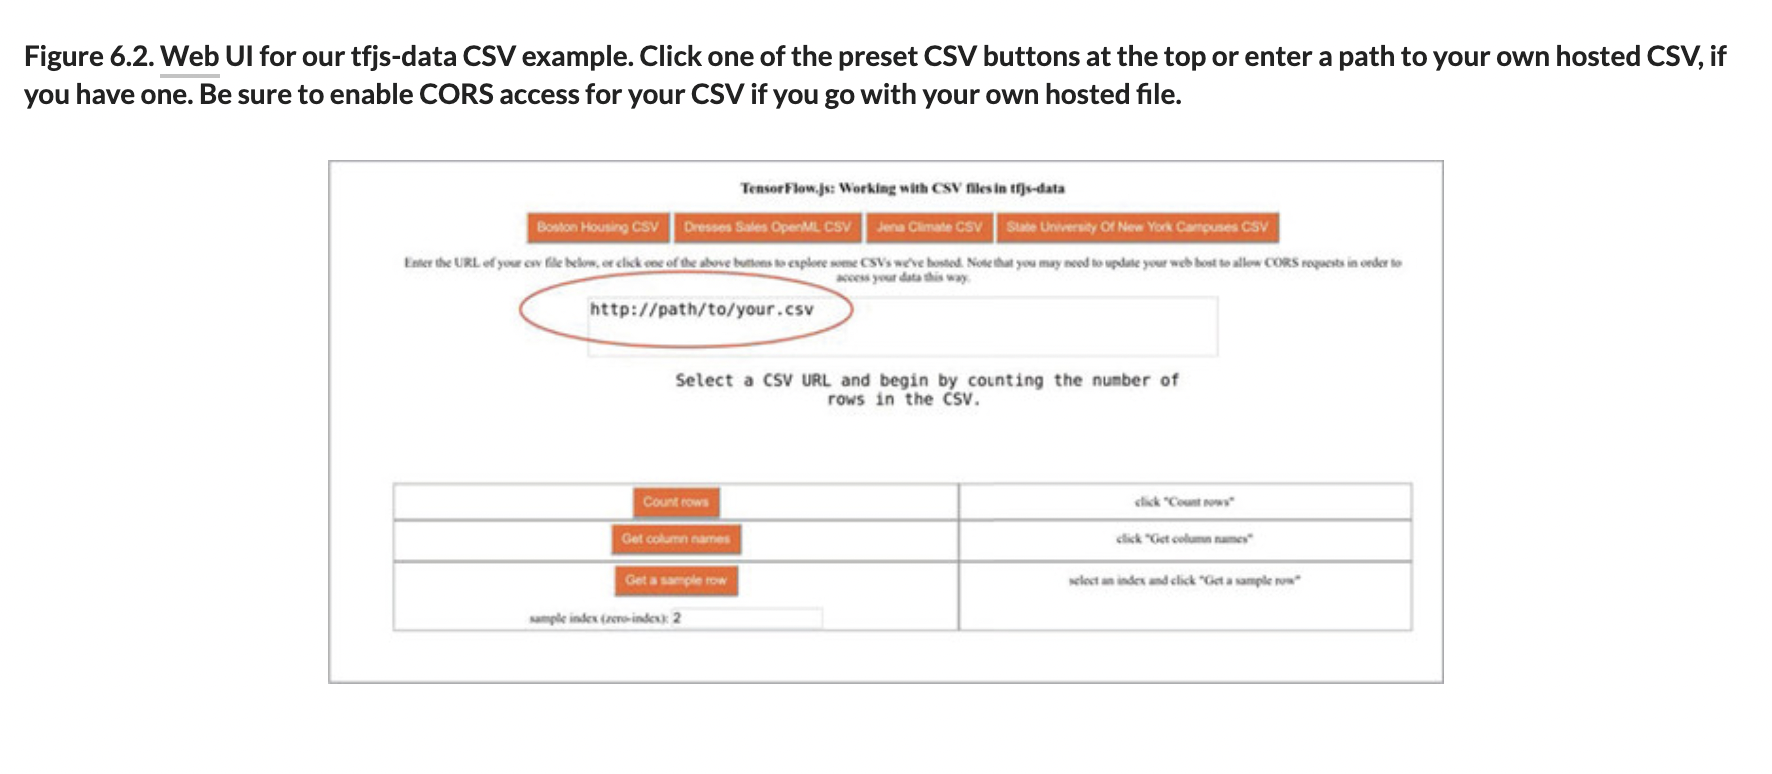 Figure 6.2. Web UI for our tfjs-data CSV example. Click one of the preset CSV buttons at the top or enter a path to your own hosted CSV, if
you have one. Be sure to enable CORS access for your CSV if you go with your own hosted file.
TensorFlow.js: Working with CSV files in tfjs-data
Boston Housing CSV Dresses Sales OpenML CSV Jena Climate CSV State University Of New York Campuses CSV
Enter the URL of your csv file below, or click one of the above buttons to explore some CSVs we've hosted. Note that you may need to update your web host to allow CORS requests in order to
access your data this way.
http://path/to/your.csv
Select a CSV URL and begin by counting the number of
rows in the CSV.
Count rows click "Count rows"
Get column names click "Get column names"
Get a sample row select an index and click "Get a sample row"
sample index (zero-index): 2